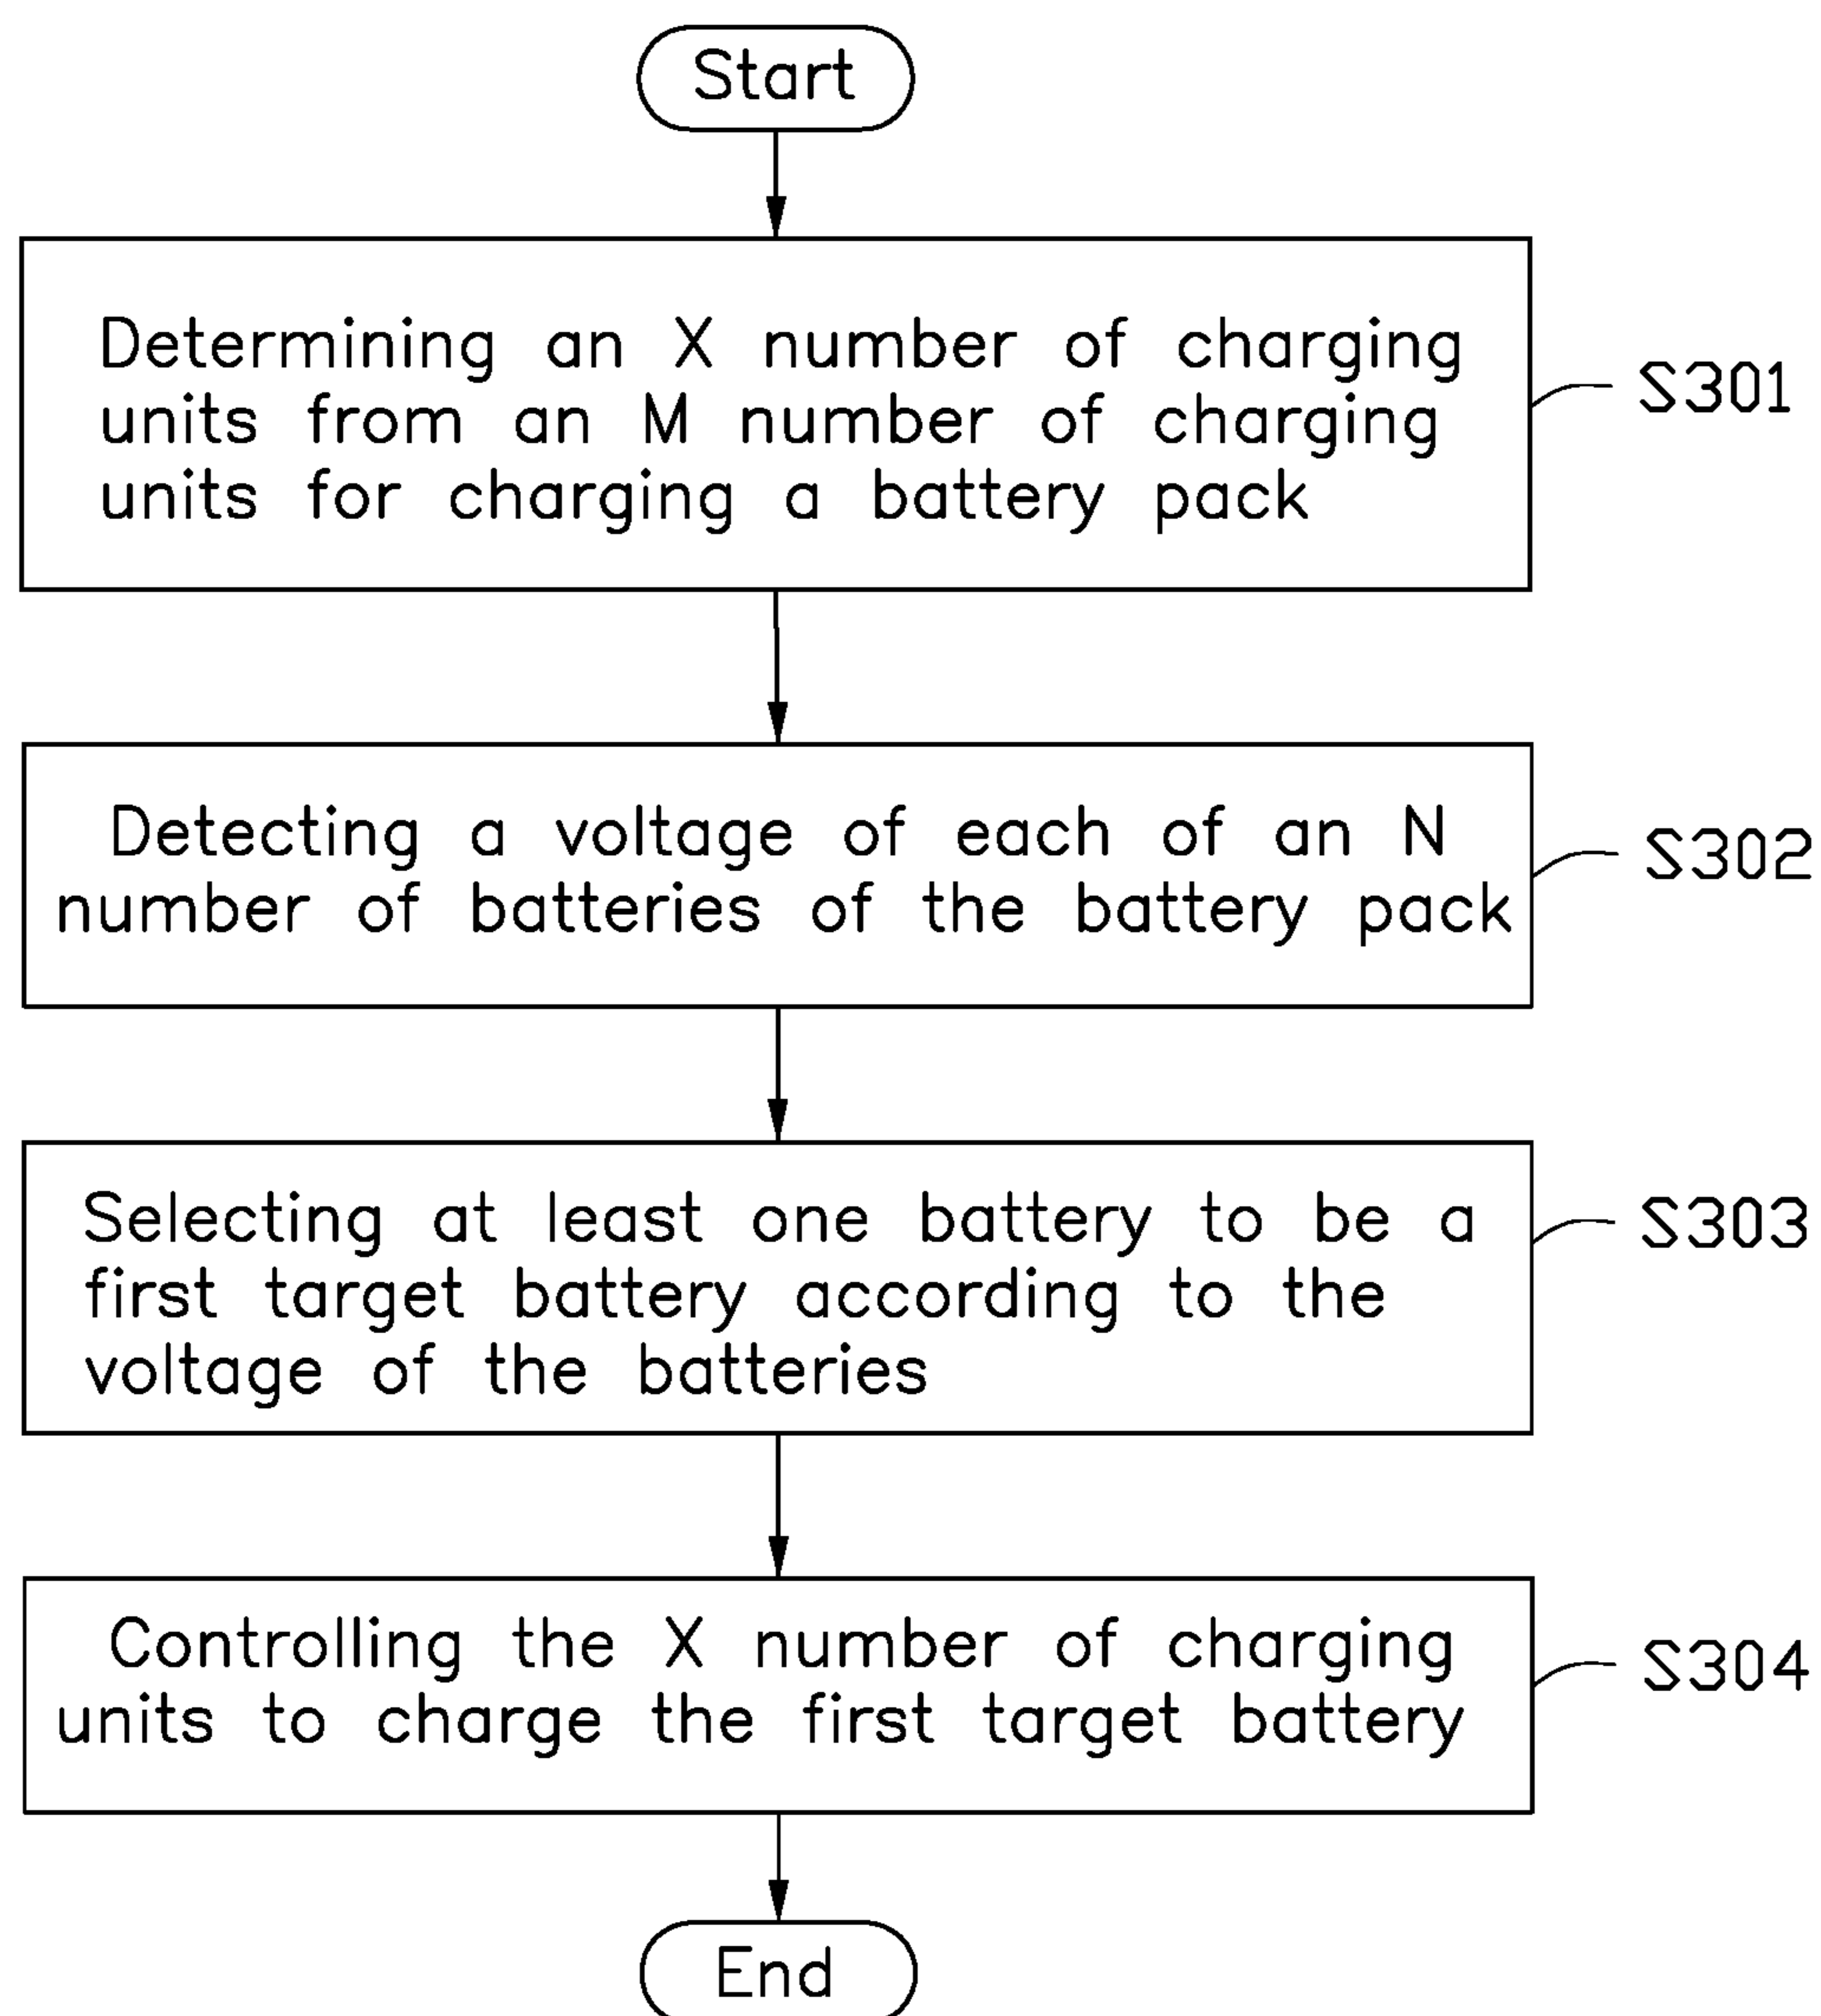 Start
Determining an X number of charging
units from an M number of charging
units for charging a battery pack
S301
Detecting a voltage of each of an N
number of batteries of the battery pack
S302
Selecting at least one battery to be a
first target battery according to the
voltage of the batteries
S303
Controlling the X number of charging
units to charge the first target battery
S304
End